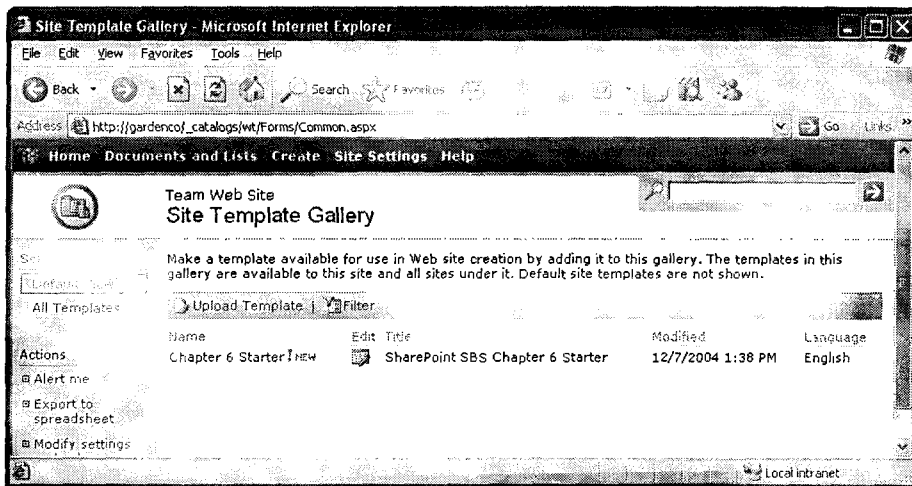 Site Template Gallery - Microsoft Internet Explorer
File Edit View Favorites Tools Help
Back Search Favorites
Address http://gardenco/_catalogs/wt/Forms/Common.aspx Go Links »
Home Documents and Lists Create Site Settings Help
Team Web Site
Site Template Gallery
Make a template available for use in Web site creation by adding it to this gallery. The templates in this
gallery are available to this site and all sites under it. Default site templates are not shown.
All Templates
Upload Template | Filter
Name Edit Title Modified Language
Chapter 6 Starter ! NEW SharePoint SBS Chapter 6 Starter 12/7/2004 1:38 PM English
Actions
Alert me
Export to
spreadsheet
Modify settings
Local intranet